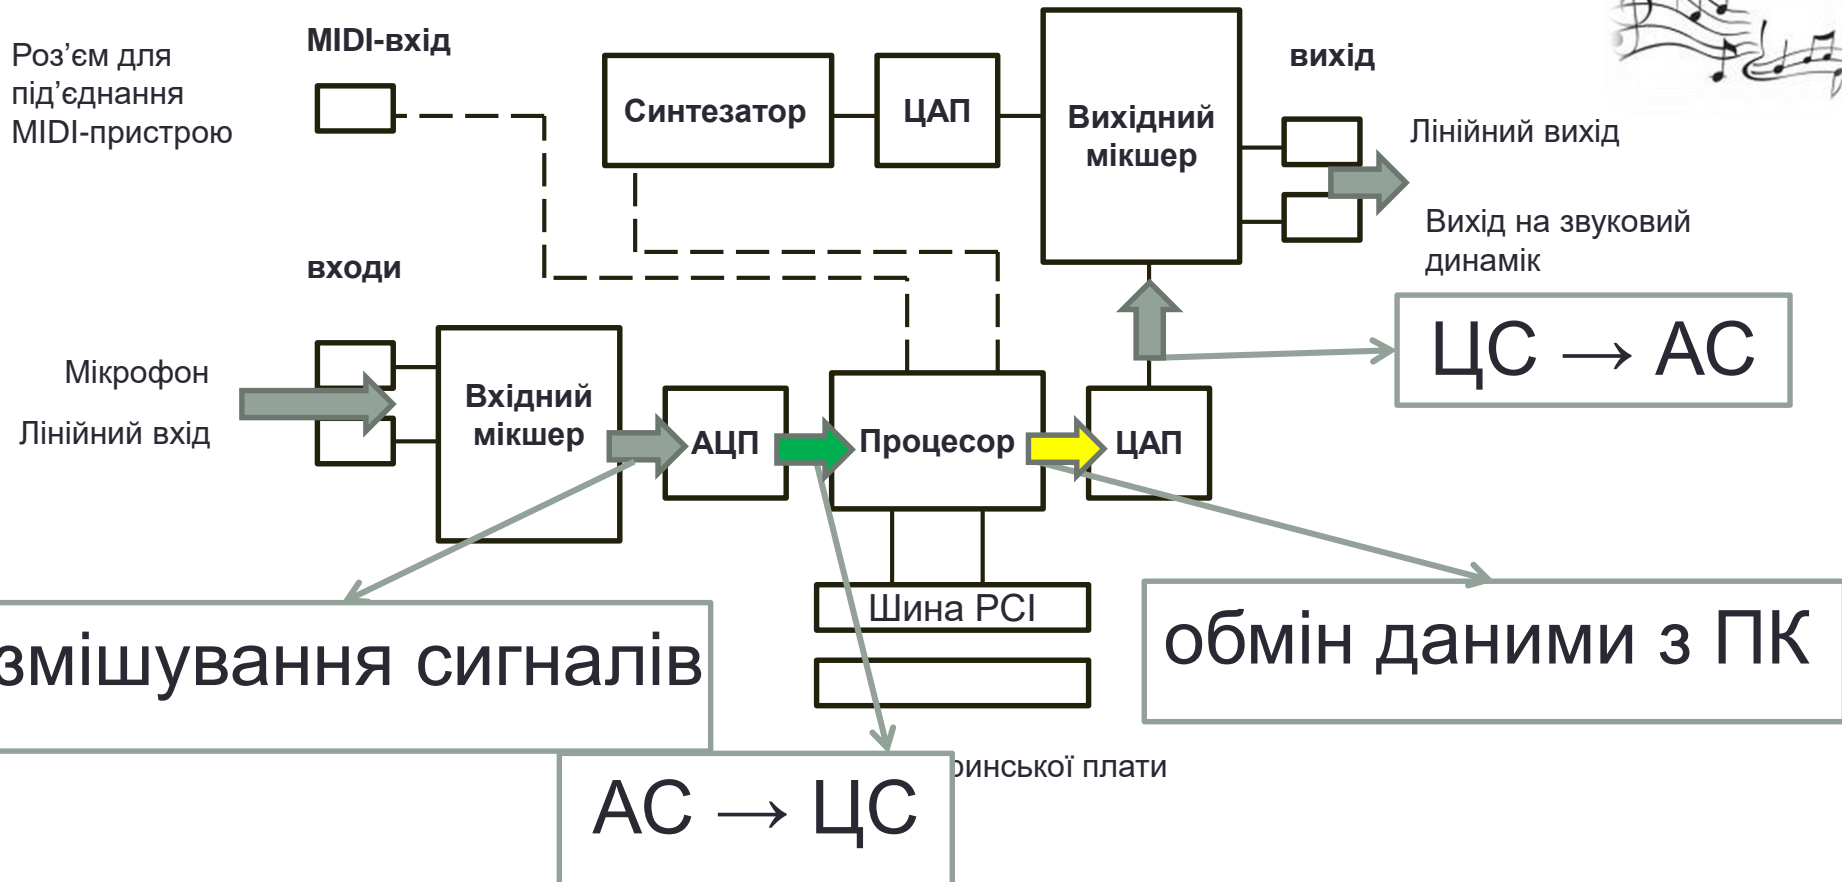 Роз’єм для
під’єднання
MIDI-пристрою
MIDI-вхід
Синтезатор
ЦАП
Вихідний
мікшер
вихід
Лінійний вихід
Вихід на звуковий
динамік
входи
Мікрофон
Лінійний вхід
Вхідний
мікшер
АЦП
Процесор
ЦАП
ЦС → АС
Шина PCI
змішування сигналів
обмін даними з ПК
АС → ЦС
плати